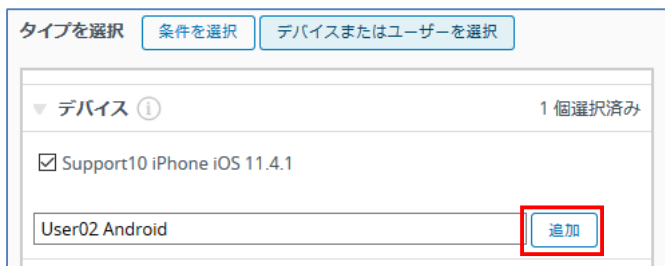 タイプを選択 条件を選択 デバイスまたはユーザーを選択
デバイス i 1 個選択済み
Support10 iPhone iOS 11.4.1
User02 Android 追加